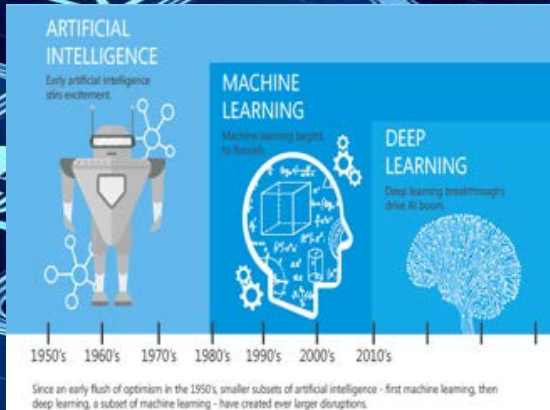 ARTIFICIAL
INTELLIGENCE
Early artificial intelligence
stirs excitement.
MACHINE
LEARNING
Machine learning begins
to flourish.
DEEP
LEARNING
Deep learning breakthroughs
drive AI boom.
1950's 1960's 1970's 1980's 1990's 2000's 2010's
Since an early flush of optimism in the 1950's, smaller subsets of artificial intelligence - first machine learning, then
deep learning, a subset of machine learning - have created ever larger disruptions.